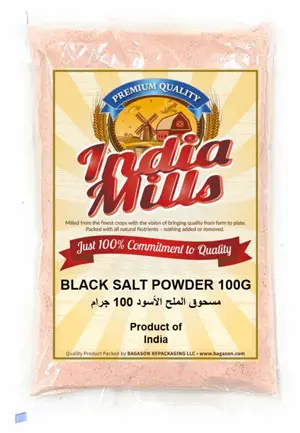 PREMIUM QUALITY
India
Mills
Milled from the finest crops with the vision of bringing quality from farm to plate.
Packed with all natural Nutrients – nothing added or removed.
Just 100% Commitment to Quality
BLACK SALT POWDER 100G
مسحوق الملح الأسود 100 جرام
Product of
India
Quality Product Packed by BAGASON REPACKAGING LLC • www.bagason.com